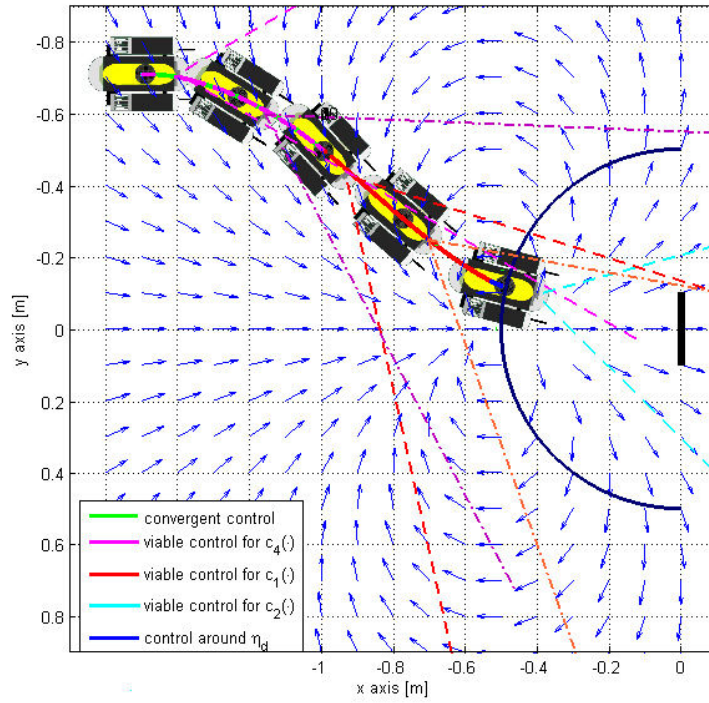 -0.8
-0.6
-0.4
-0.2
0
0.2
0.4
0.6
0.8
y axis [m]
convergent control
viable control for c4(·)
viable control for c1(·)
viable control for c2(·)
control around ηd
-1 -0.8 -0.6 -0.4 -0.2 0
x axis [m]